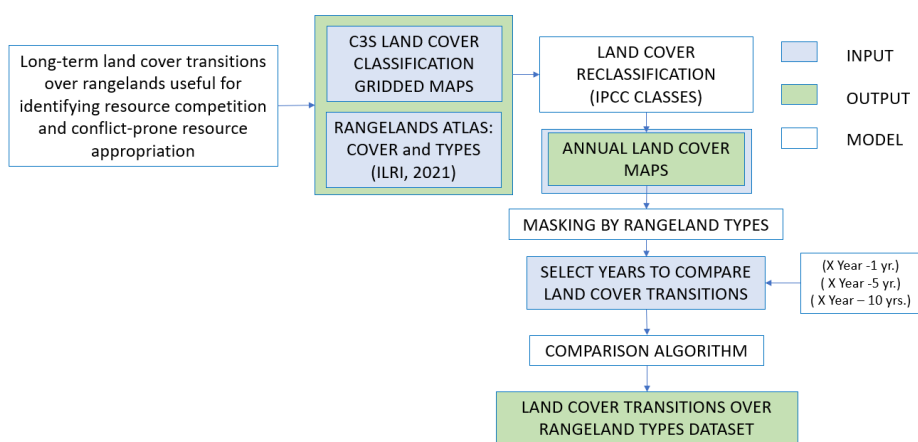 Long-term land cover transitions
over rangelands useful for
identifying resource competition
and conflict-prone resource
appropriation
C3S LAND COVER
CLASSIFICATION
GRIDDED MAPS
RANGELANDS ATLAS:
COVER and TYPES
(ILRI, 2021)
LAND COVER
RECLASSIFICATION
(IPCC CLASSES)
ANNUAL LAND COVER
MAPS
MASKING BY RANGELAND TYPES
SELECT YEARS TO COMPARE
LAND COVER TRANSITIONS
(X Year -1 yr.)
( X Year -5 yr.)
( X Year – 10 yrs.)
COMPARISON ALGORITHM
LAND COVER TRANSITIONS OVER
RANGELAND TYPES DATASET
INPUT
OUTPUT
MODEL